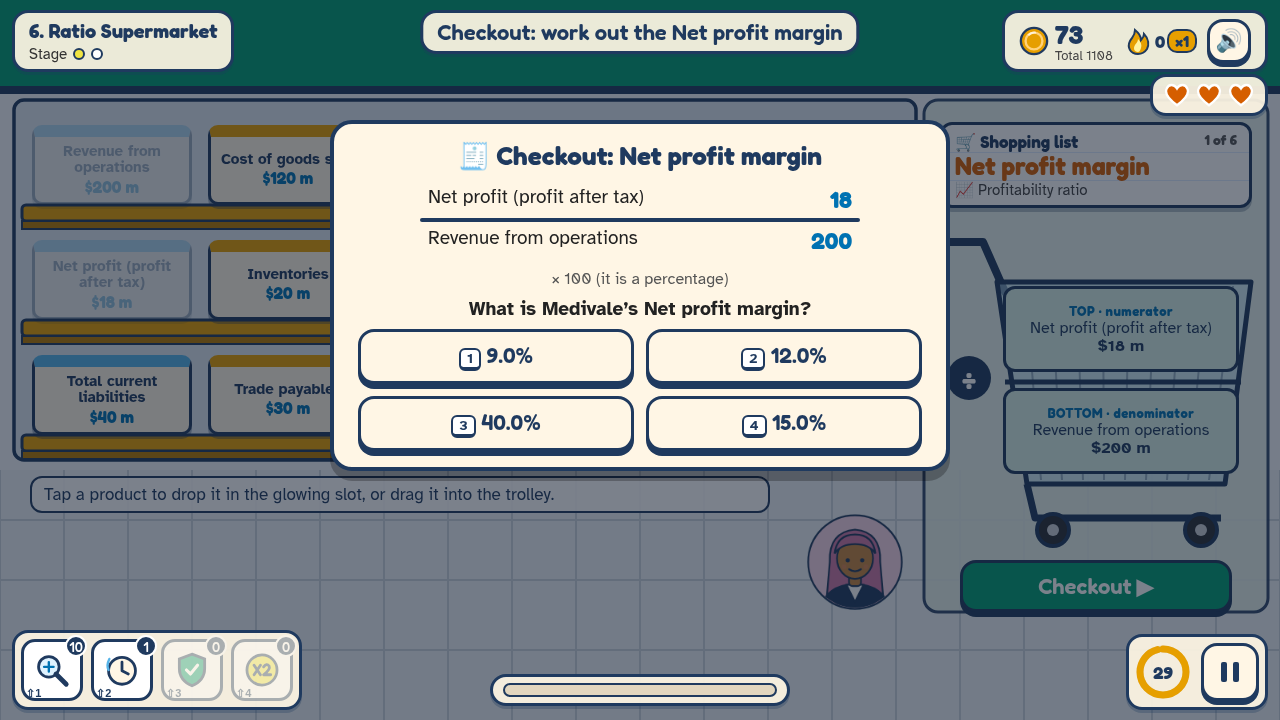 6. Ratio Supermarket
Stage
Checkout: work out the Net profit margin
73
Total 1108
0
x1
Revenue from
operations
$200 m
Cost of goods s
$120 m
Net profit (profit
after tax)
$18 m
Inventories
$20 m
Total current
liabilities
$40 m
Trade payable
$30 m
🧾 Checkout: Net profit margin
Net profit (profit after tax) 18
Revenue from operations 200
× 100 (it is a percentage)
What is Medivale's Net profit margin?
1 9.0%
2 12.0%
3 40.0%
4 15.0%
🛒 Shopping list
1 of 6
Net profit margin
📈 Profitability ratio
TOP · numerator
Net profit (profit after tax)
$18 m
÷
BOTTOM · denominator
Revenue from operations
$200 m
Checkout ▶
Tap a product to drop it in the glowing slot, or drag it into the trolley.
10
⇧1
1
⇧2
0
⇧3
X2
0
⇧4
29